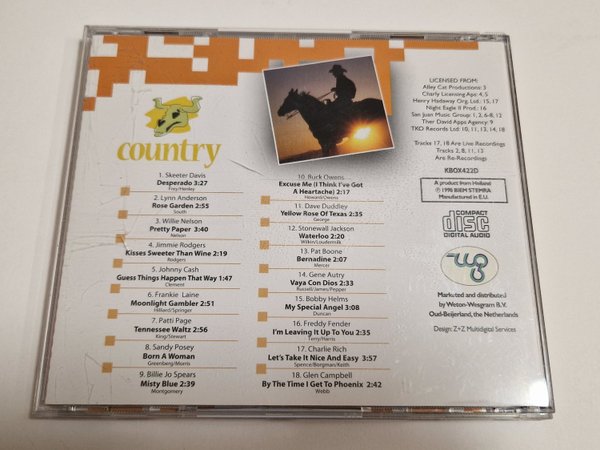 country
1. Skeeter Davis
Desperado 3:27
Frey/Henley
2. Lynn Anderson
Rose Garden 2:55
South
3. Willie Nelson
Pretty Paper 3:40
Nelson
4. Jimmie Rodgers
Kisses Sweeter Than Wine 2:19
Rodgers
5. Johnny Cash
Guess Things Happen That Way 1:47
Clement
6. Frankie Laine
Moonlight Gambler 2:51
Hilliard/Springer
7. Patti Page
Tennessee Waltz 2:56
King/Stewart
8. Sandy Posey
Born A Woman
Greenberg/Morris
9. Billie Jo Spears
Misty Blue 2:39
Montgomery
10. Buck Owens
Excuse Me (I Think I've Got
A Heartache) 2:17
Howard/Owens
11. Dave Duddley
Yellow Rose Of Texas 2:35
George
12. Stonewall Jackson
Waterloo 2:20
Wilkin/Loudermilk
13. Pat Boone
Bernadine 2:07
Mercer
14. Gene Autry
Vaya Con Dios 2:33
Russell/James/Pepper
15. Bobby Helms
My Special Angel 3:08
Duncan
16. Freddy Fender
I'm Leaving It Up To You 2:35
Terry/Harris
17. Charlie Rich
Let's Take It Nice And Easy 3:57
Spence/Borgman/Keith
18. Glen Campbell
By The Time I Get To Phoenix 2:42
Webb
LICENSED FROM:
Alley Cat Productions: 3
Charly Licensing Aps: 4, 5
Henry Hadaway Org. Ltd: 15, 17
Night Eagle II Prod: 16
San Juan Music Group: 1, 2, 6-8, 12
Ther David Apps Agency: 9
TKO Records Ltd: 10, 11, 13, 14, 18
Tracks 17, 18 Are Live Recordings
Tracks 2, 8, 11, 13
Are Re-Recordings
KBOX422D
A product from Holland
℗ 1996 BIEM STEMRA
Manufactured in E.U.
COMPACT
disc
DIGITAL AUDIO
Marketed and distributed
by Weton-Wesgram B.V.
Oud-Beijerland, the Netherlands
Design: Z+Z Multidigital Services